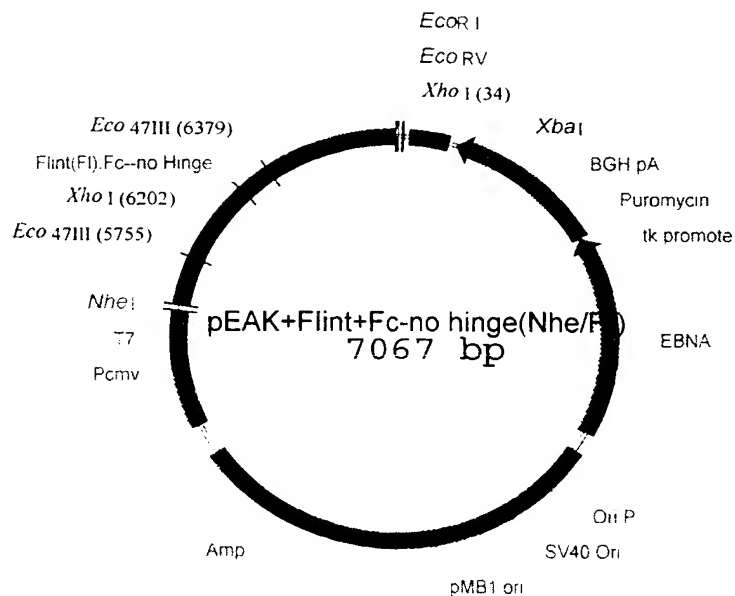 EcoR I
Eco RV
Xho I (34)
XbaI
BGH pA
Puromycin
tk promote
EBNA
Ori P
SV40 Ori
pMB1 ori
Amp
Pcmv
T7
Nhe I
Eco 47III (5755)
Xho I (6202)
Flint(Fl).Fc--no Hinge
Eco 47III (6379)
pEAK+Flint+Fc-no hinge(Nhe/
7067 bp